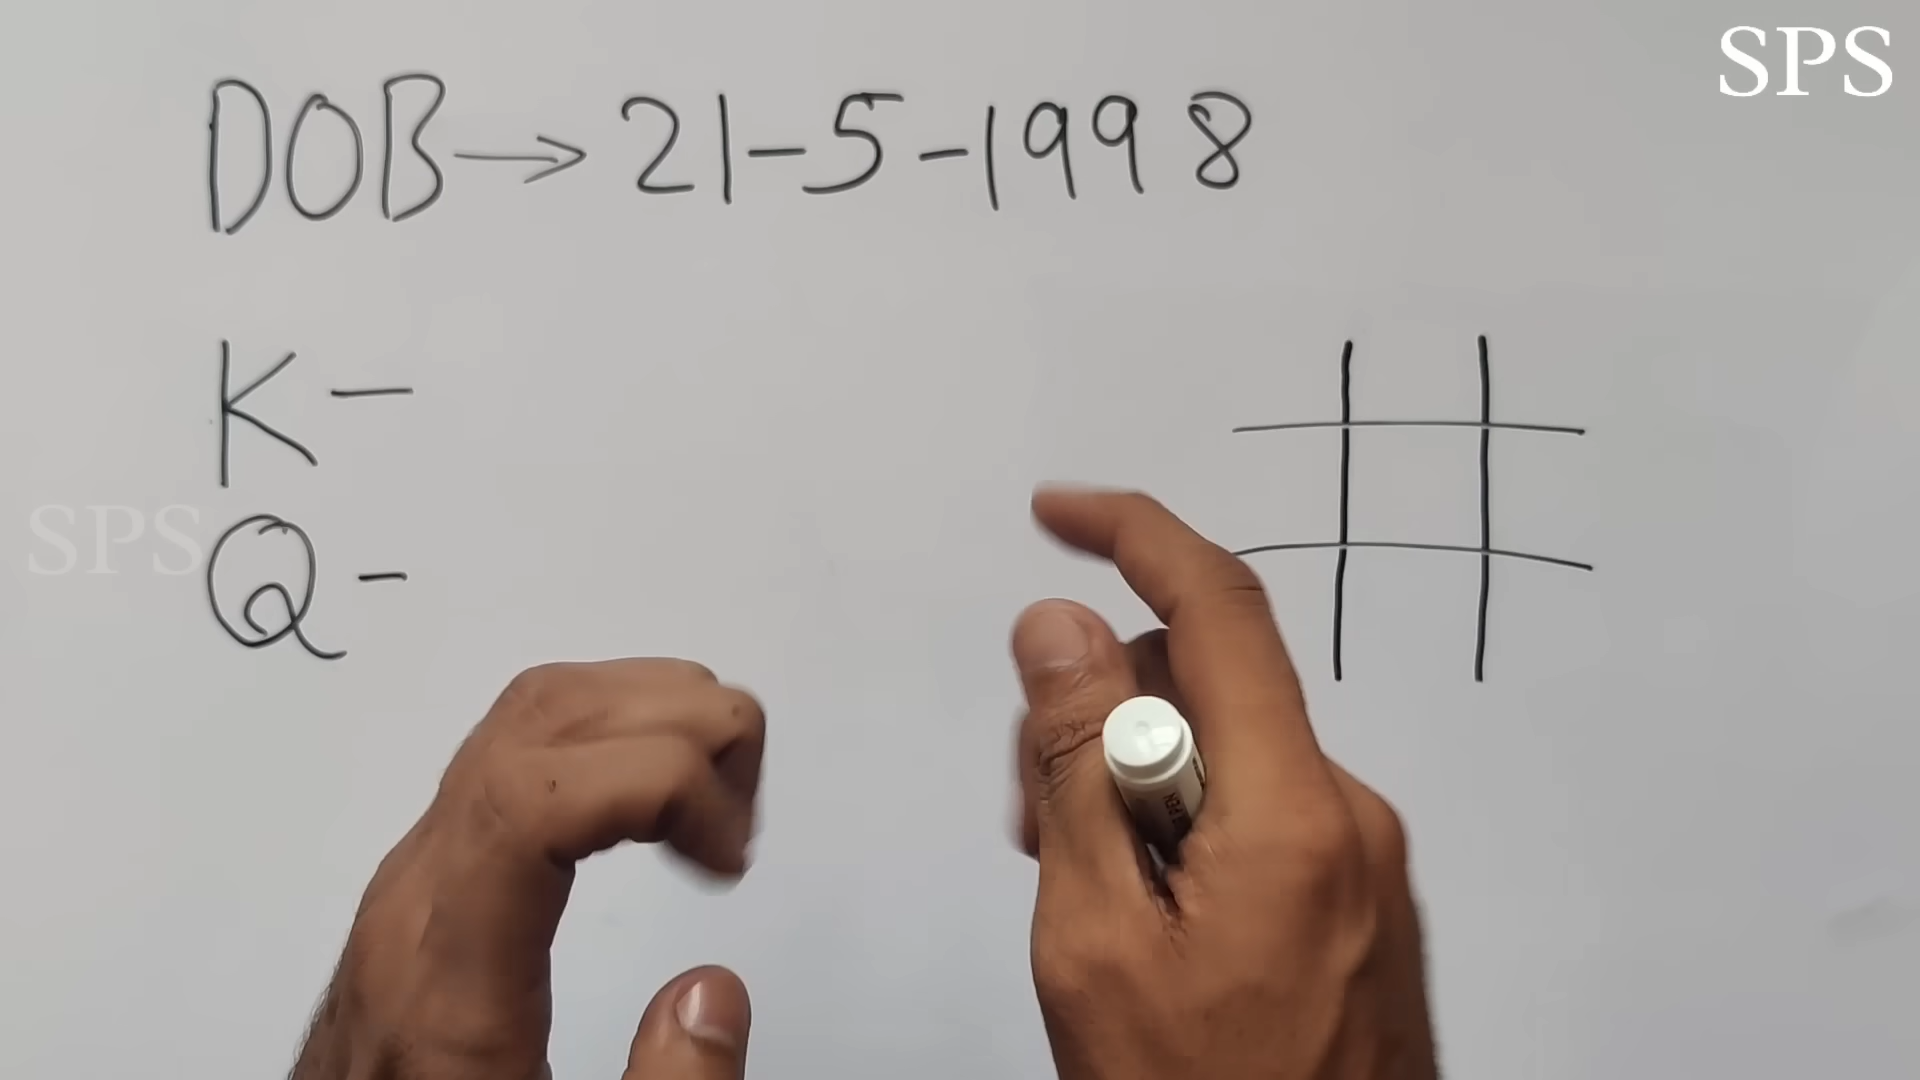 SPS
DOB→21-5-1998
K-
SPS
Q-